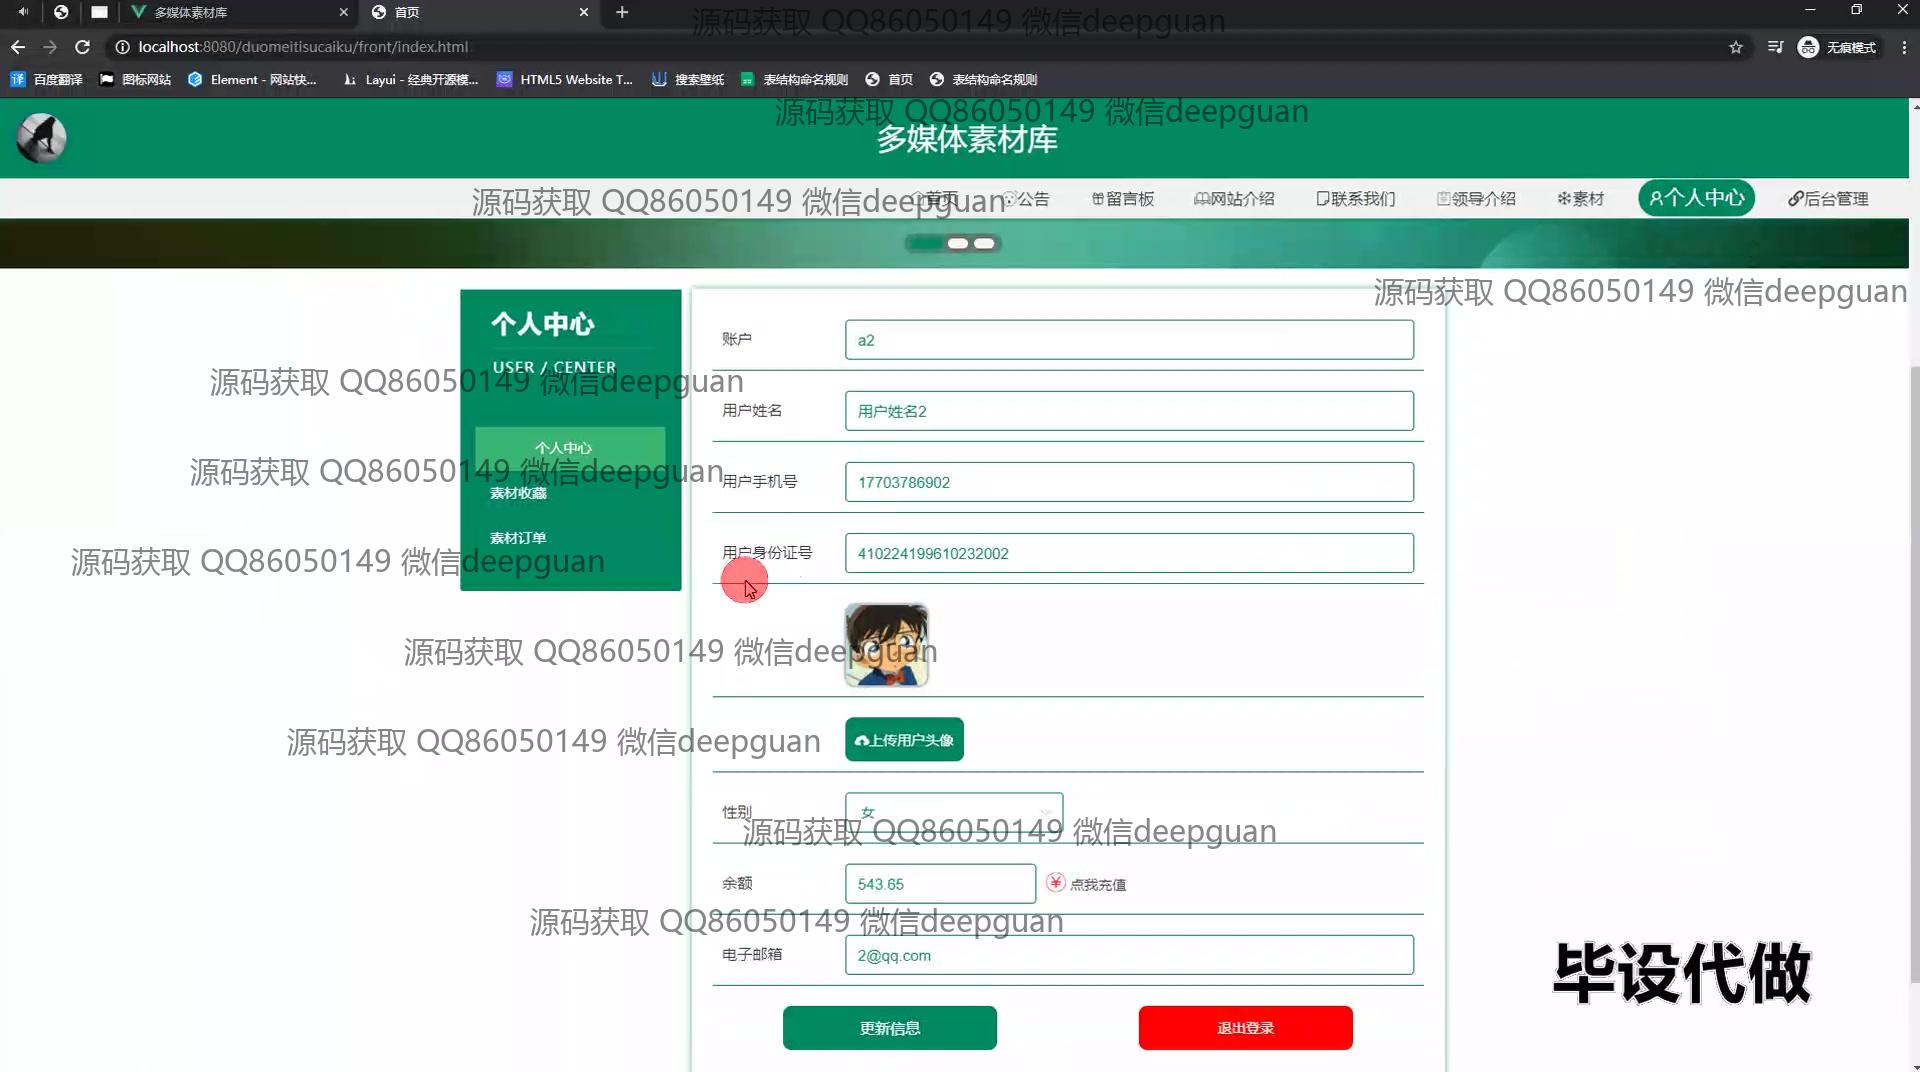 多媒体素材库
首页
localhost:8080/duomeitisucaiku/front/index.html
无痕模式
百度翻译
图标网站
Element - 网站快...
Layui - 经典开源模...
HTML5 Website T...
搜索壁纸
表结构命名规则
首页
表结构命名规则
源码获取 QQ86050149 微信deepguan
源码获取 QQ86050149 微信deepguan
多媒体素材库
首页
公告
留言板
网站介绍
联系我们
领导介绍
素材
个人中心
后台管理
源码获取 QQ86050149 微信deepguan
源码获取 QQ86050149 微信deepguan
个人中心
USER / CENTER
个人中心
素材收藏
素材订单
账户
a2
源码获取 QQ86050149 微信deepguan
用户姓名
用户姓名2
源码获取 QQ86050149 微信deepguan
用户手机号
17703786902
源码获取 QQ86050149 微信deepguan
用户身份证号
410224199610232002
源码获取 QQ86050149 微信deepguan
上传用户头像
源码获取 QQ86050149 微信deepguan
性别
女
源码获取 QQ86050149 微信deepguan
余额
543.65
点我充值
源码获取 QQ86050149 微信deepguan
电子邮箱
2@qq.com
更新信息
退出登录
毕设代做